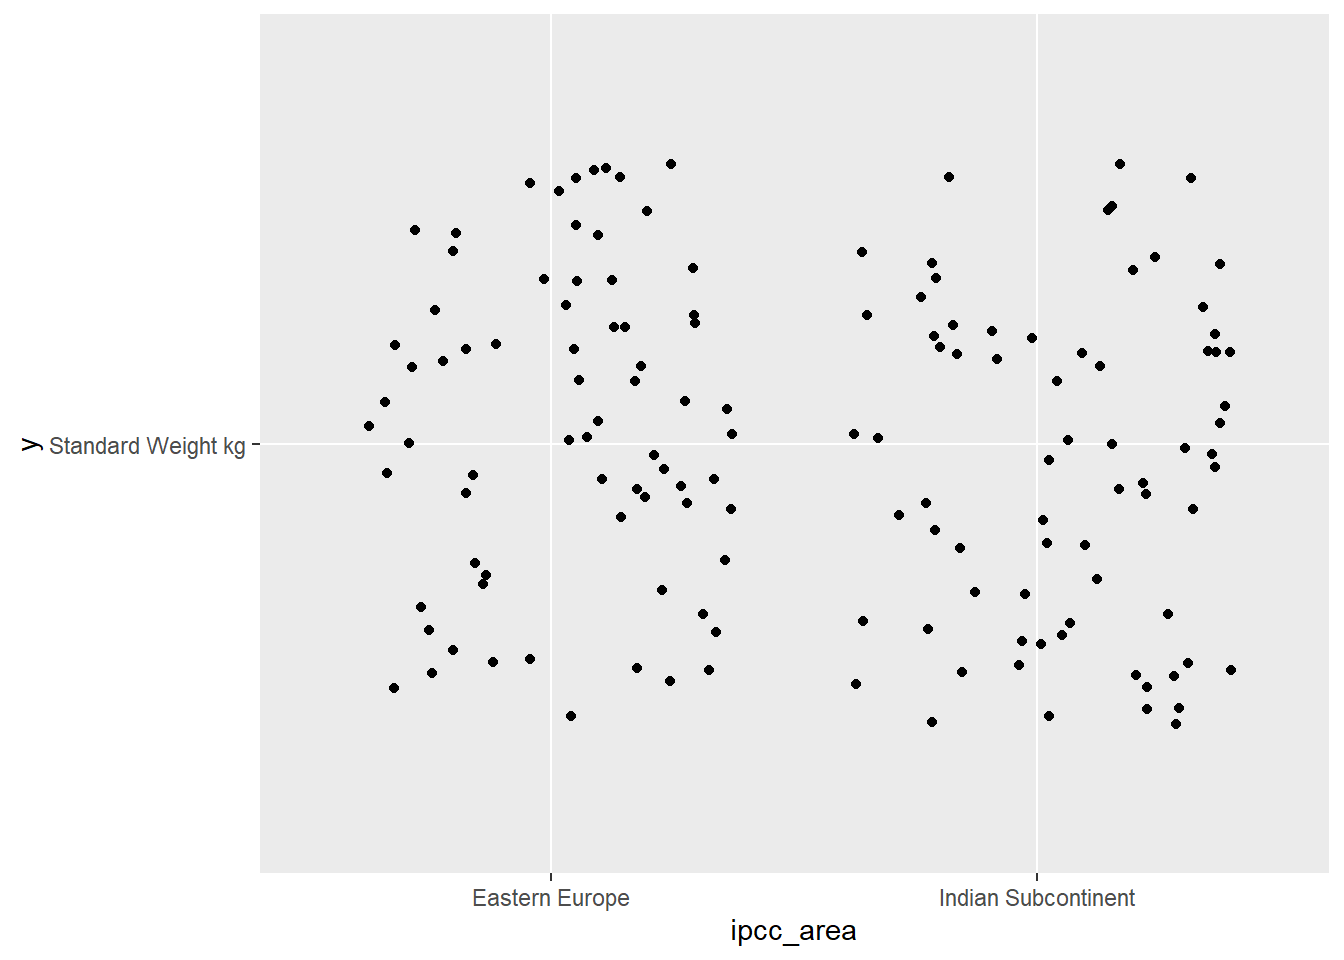 y
Standard Weight kg
Eastern Europe
Indian Subcontinent
ipcc_area